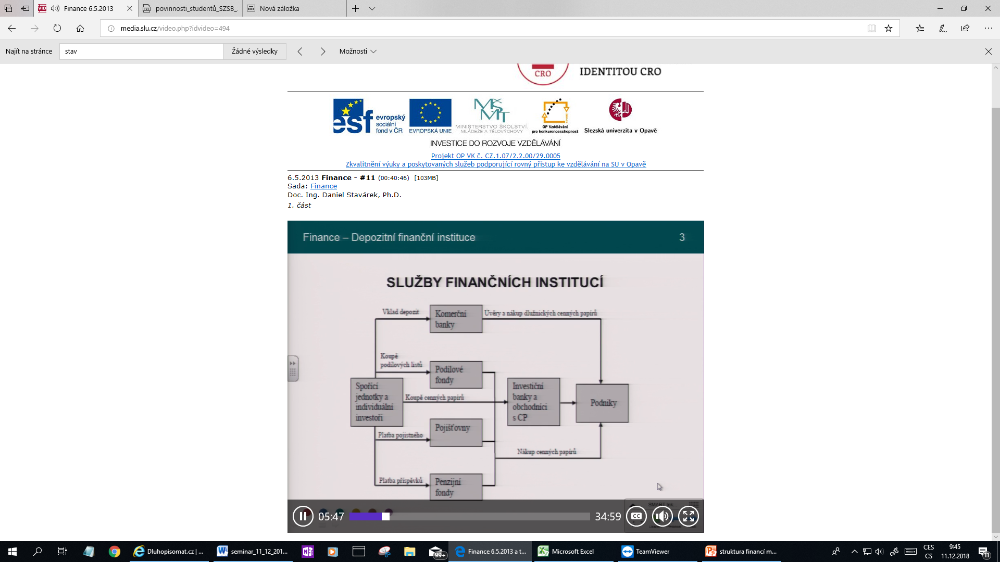 Finance 6.5.2013
povinnosti_studentů_SZSB_
Nová záložka
media.slu.cz/video.php?idvideo=494
Najít na stránce
stav
Žádné výsledky
Možnosti
CRO
IDENTITOU CRO
esf evropský sociální fond v ČR
EVROPSKÁ UNIE
MŠMT
MINISTERSTVO ŠKOLSTVÍ,
MLÁDEŽE A TĚLOVÝCHOVY
OP Vzdělávání
pro konkurenceschopnost
Slezská univerzita v Opavě
INVESTICE DO ROZVOJE VZDĚLÁVÁNÍ
Projekt OP VK č. CZ.1.07/2.2.00/29.0005
Zkvalitnění výuky a poskytovaných služeb podporující rovný přístup ke vzdělávání na SU v Opavě
6.5.2013 Finance - #11 (00:40:46) [103MB]
Sada: Finance
Doc. Ing. Daniel Stavárek, Ph.D.
1. část
Finance – Depozitní finanční instituce 3
SLUŽBY FINANČNÍCH INSTITUCÍ
Vklad depozit
Komerční
banky
Úvěry a nákup dlužnických cenných papírů
Koupě
podílových listů
Podílové
fondy
Spořící
jednotky a
individuální
investoři
Koupě cenných papírů
Investiční
banky a
obchodníci
s CP
Podniky
Platba pojistného
Pojišťovny
Nákup cenných papírů
Platba příspěvků
Penzijní
fondy
SMART Ink...
05:47
34:59
CC
Dluhopisomat.cz | ...
seminar_11_12_201...
99+
Finance 6.5.2013 a t...
Microsoft Excel
TeamViewer
struktura financí m...
CES
CS
9:45
11.12.2018
11